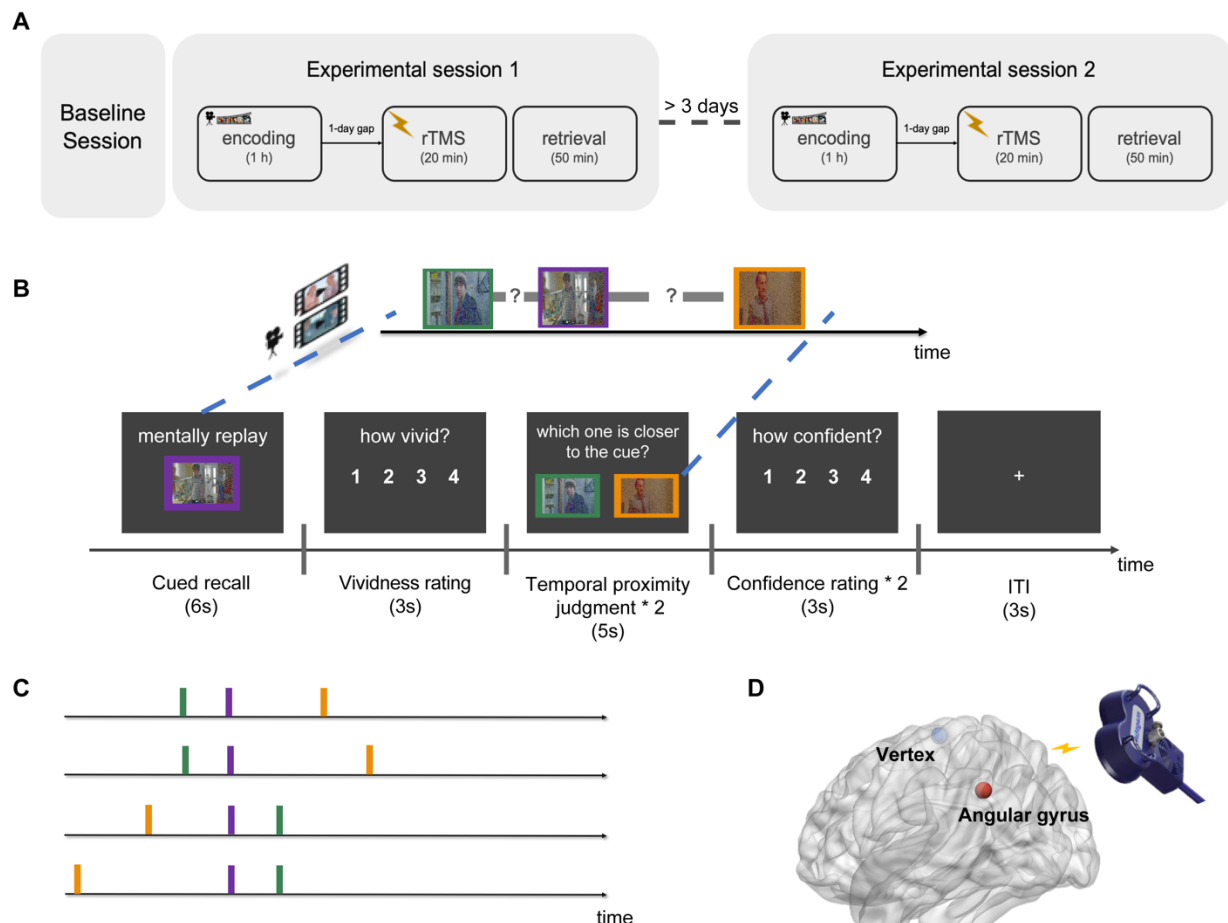 A
Baseline
Session
Experimental session 1
encoding
(1 h)
1-day gap
rTMS
(20 min)
retrieval
(50 min)
> 3 days
Experimental session 2
encoding
(1 h)
1-day gap
rTMS
(20 min)
retrieval
(50 min)
B
?
?
time
mentally replay
how vivid?
1 2 3 4
which one is closer
to the cue?
how confident?
1 2 3 4
+
time
Cued recall
(6s)
Vividness rating
(3s)
Temporal proximity
judgment * 2
(5s)
Confidence rating * 2
(3s)
ITI
(3s)
C
time
D
Vertex
Angular gyrus